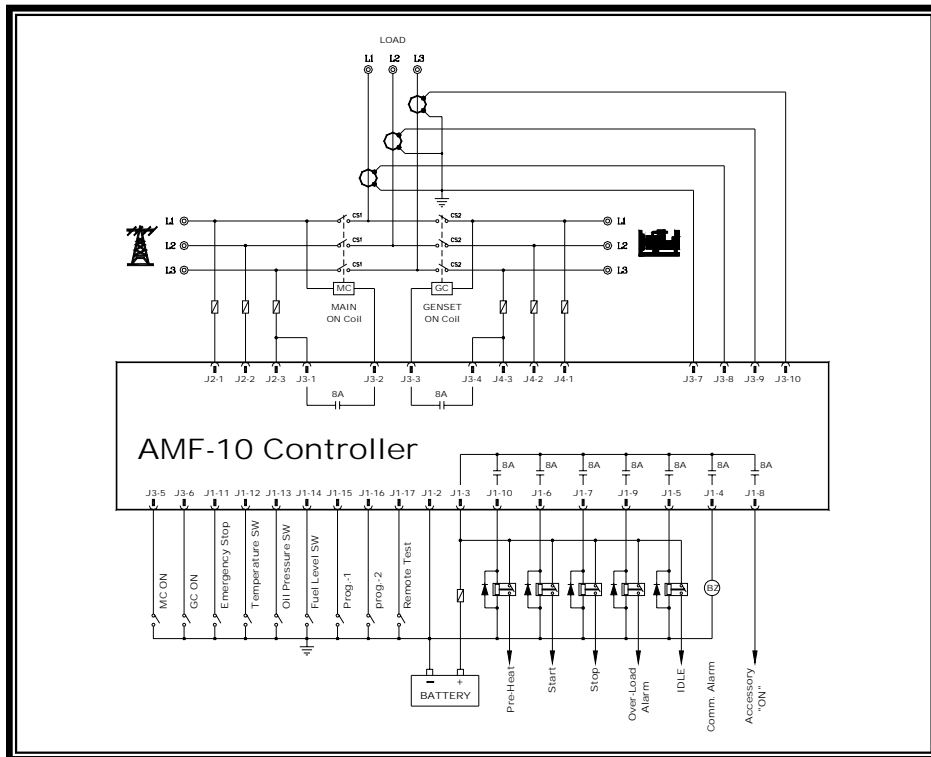 LOAD
L1 L2 L3
L1 CS1 CS2 L1
L2 CS1 CS2 L2
L3 CS1 CS2 L3
MC GC
MAIN
ON Coil
GENSET
ON Coil
J2-1 J2-2 J2-3 J3-1 J3-2 J3-3 J3-4 J4-3 J4-2 J4-1 J3-7 J3-8 J3-9 J3-10
8A 8A
AMF-10 Controller
8A 8A 8A 8A 8A 8A 8A
J3-5 J3-6 J1-11 J1-12 J1-13 J1-14 J1-15 J1-16 J1-17 J1-2 J1-3 J1-10 J1-6 J1-7 J1-9 J1-5 J1-4 J1-8
MC ON
GC ON
Emergency Stop
Temperature SW
Oil Pressure SW
Fuel Level SW
Prog.-1
prog.-2
Remote Test
BZ
− +
BATTERY
Pre-Heat
Start
Stop
Over-Load
Alarm
IDLE
Comm. Alarm
Accessory
"ON"